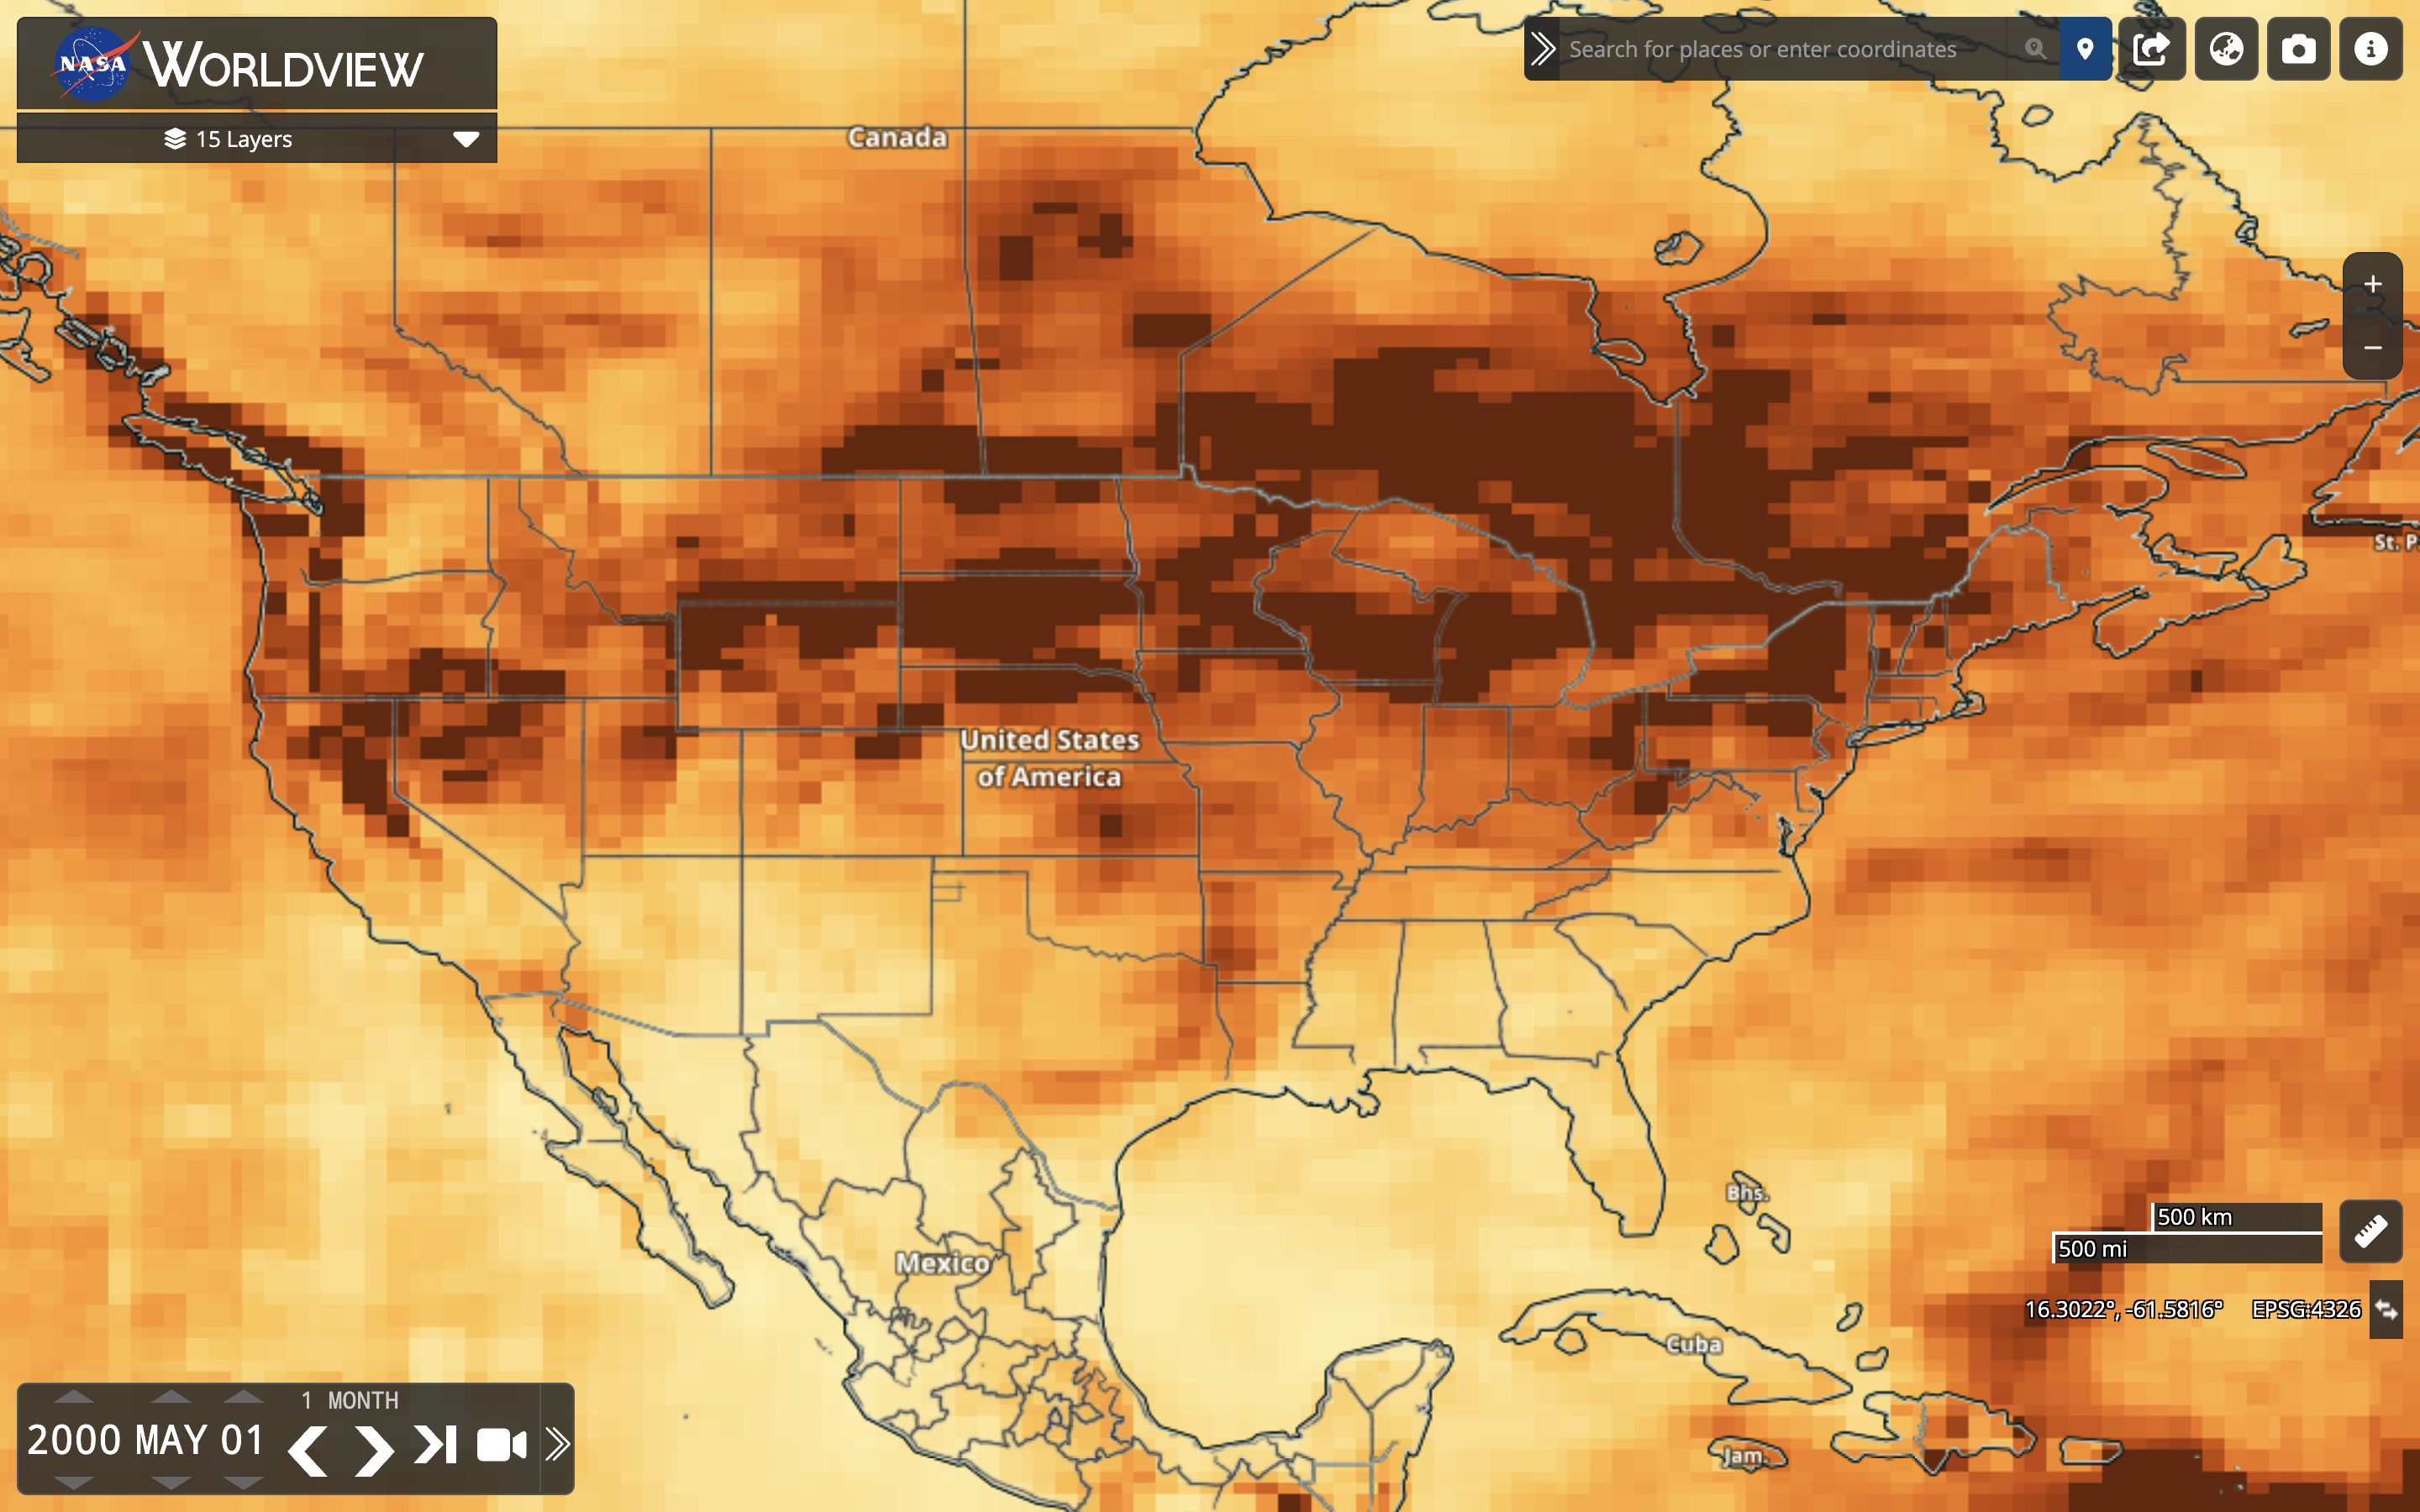 NASA WORLDVIEW
Search for places or enter coordinates
15 Layers
Canada
St. P
United States
of America
Bhs.
500 km
500 mi
Mexico
16.3022°, -61.5816° EPSG:4326
Cuba
1 MONTH
2000 MAY 01
Jam.